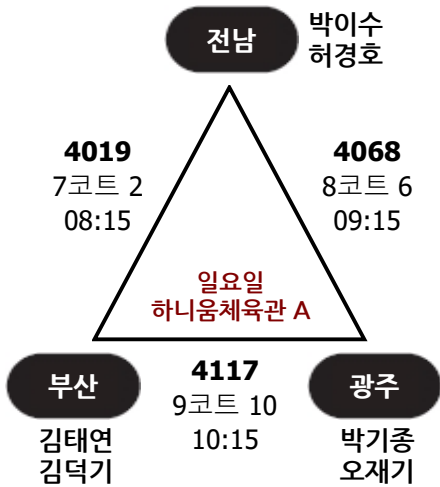 전남
박이수
허경호
4019
7코트 2
08:15
4068
8코트 6
09:15
일요일
하니움체육관 A
부산
김태연
김덕기
4117
9코트 10
10:15
광주
박기종
오재기